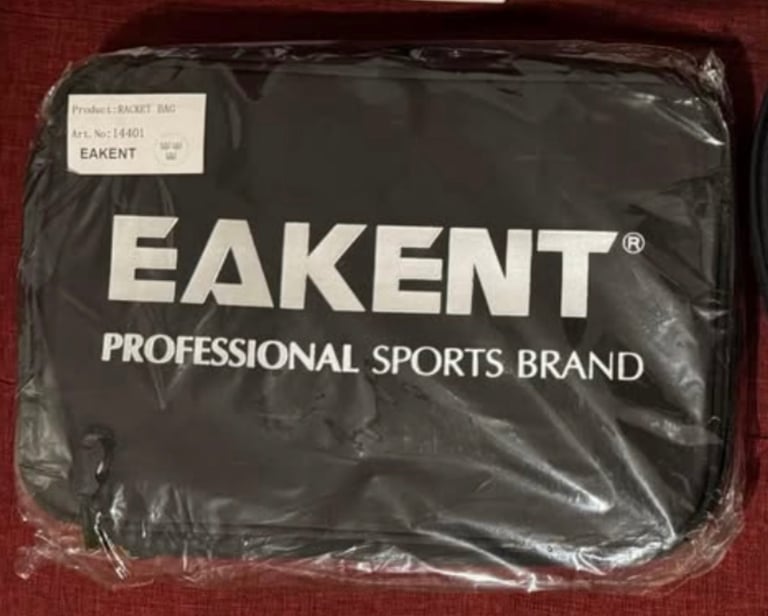 Product:RACKET BAG
Art.No:14401
EAKENT
EAKENT®
PROFESSIONAL SPORTS BRAND